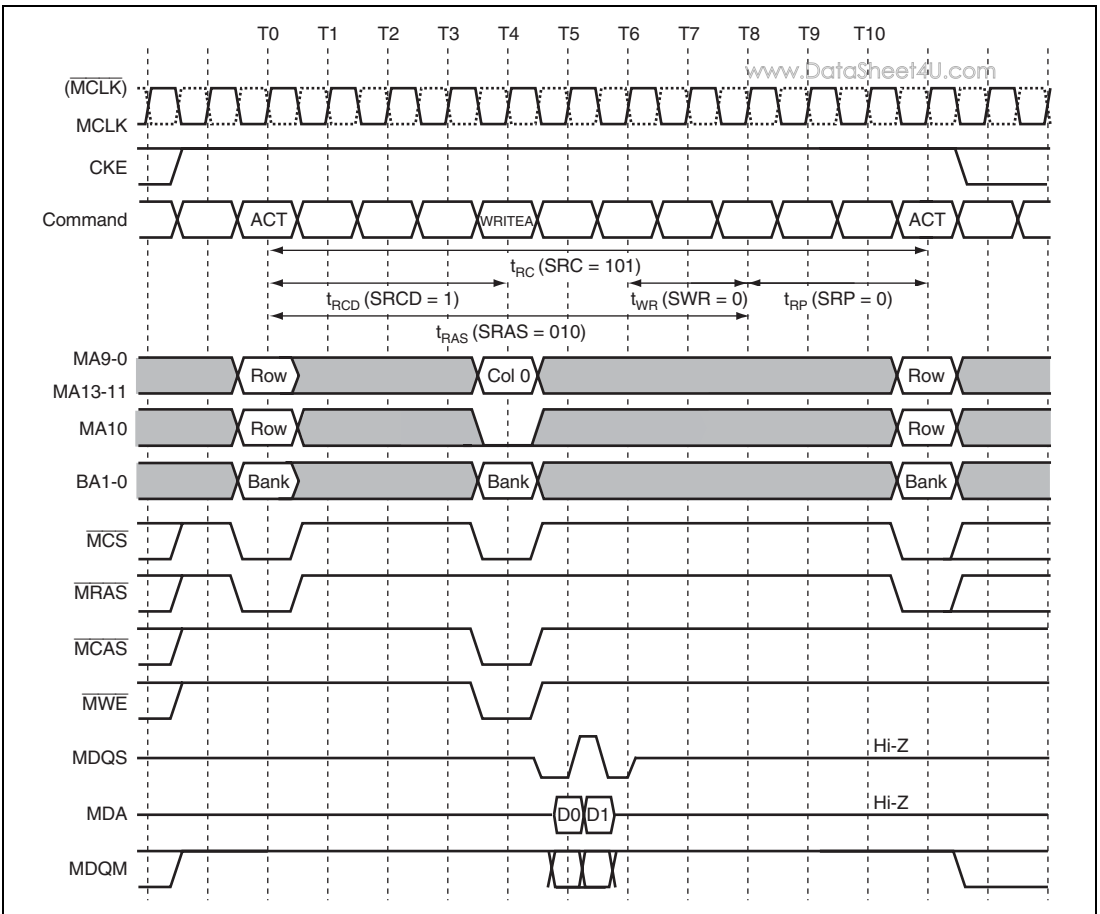 T0 T1 T2 T3 T4 T5 T6 T7 T8 T9 T10
www.DataSheet4U.com
(MCLK)
MCLK
CKE
Command ACT WRITEA ACT
tRC (SRC = 101)
tRCD (SRCD = 1) tWR (SWR = 0) tRP (SRP = 0)
tRAS (SRAS = 010)
MA9-0
Row Col 0 Row
MA13-11
MA10 Row Row
BA1-0 Bank Bank Bank
MCS
MRAS
MCAS
MWE
MDQS Hi-Z
MDA D0 D1 Hi-Z
MDQM